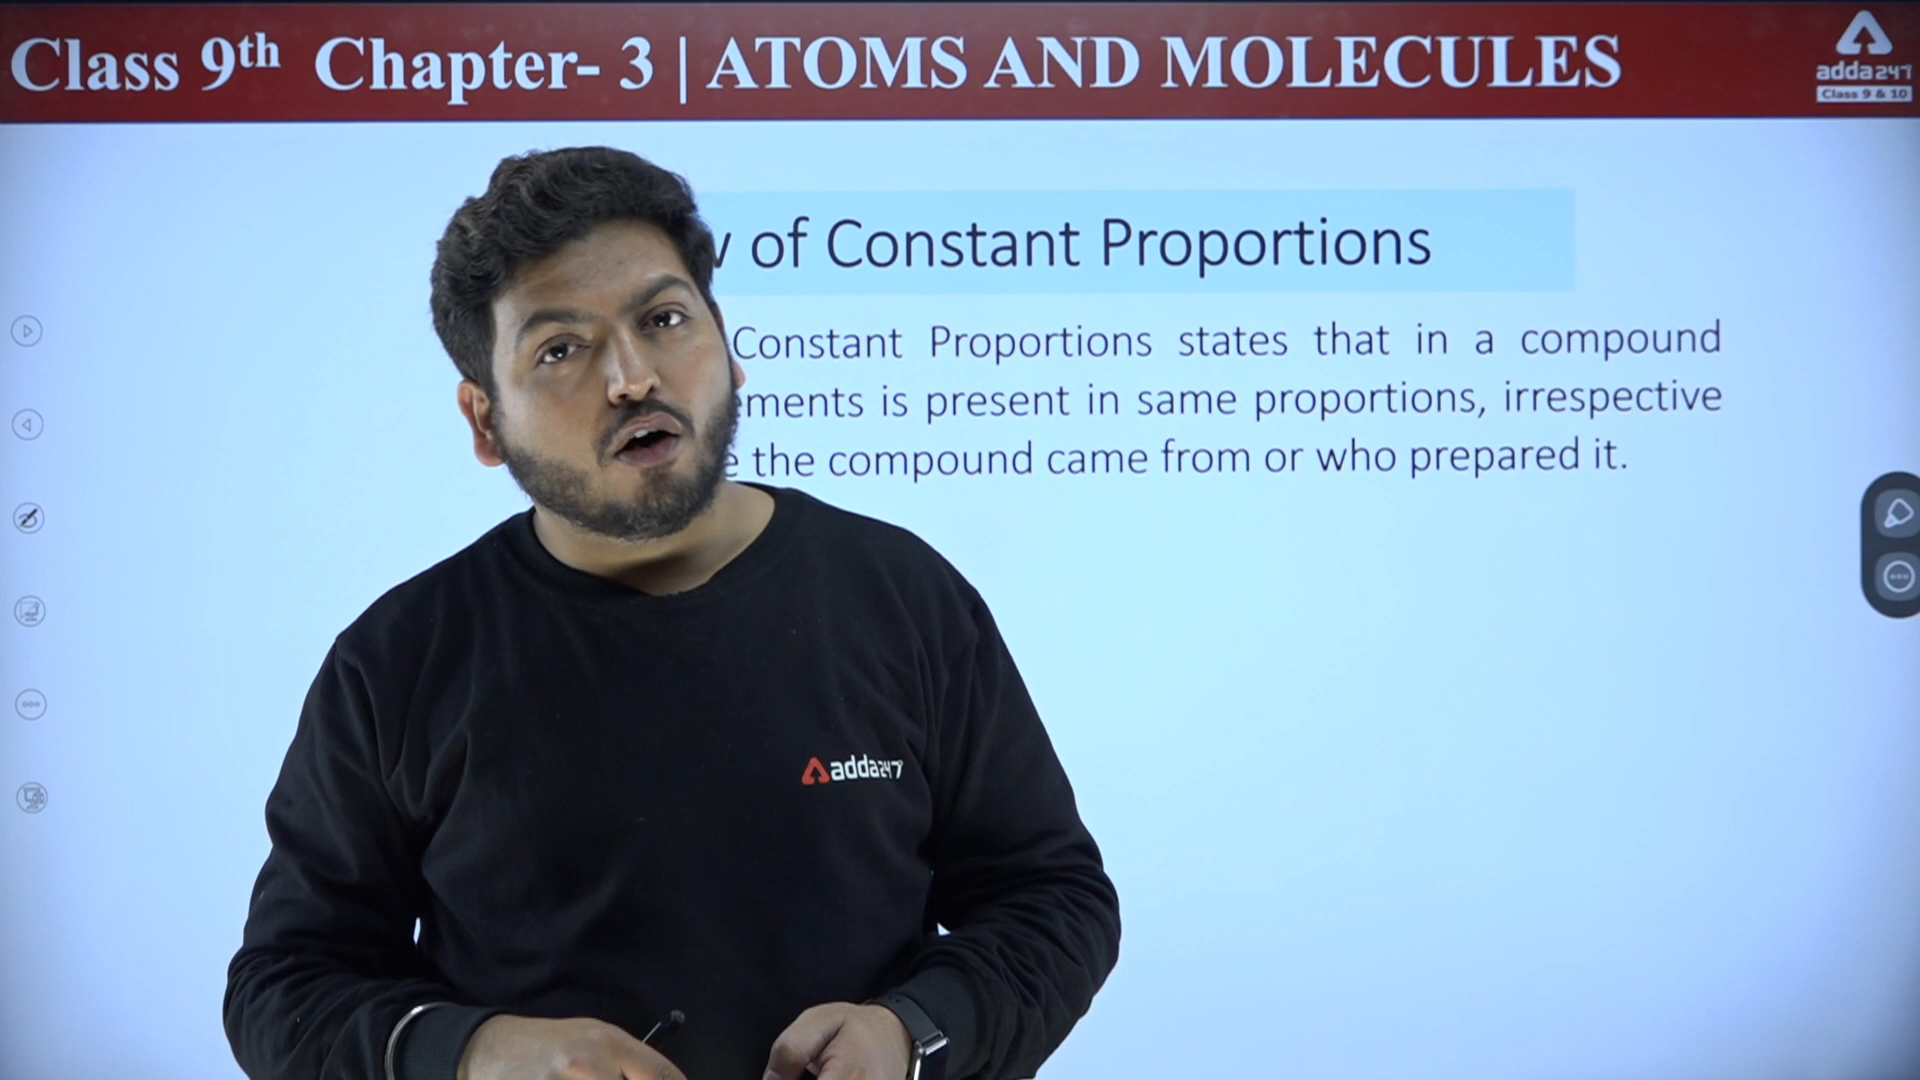 Class 9th Chapter- 3 | ATOMS AND MOLECULES
adda247
Class 9 & 10
of Constant Proportions
Constant Proportions states that in a compound
is present in same proportions, irrespective
the compound came from or who prepared it.
adda247